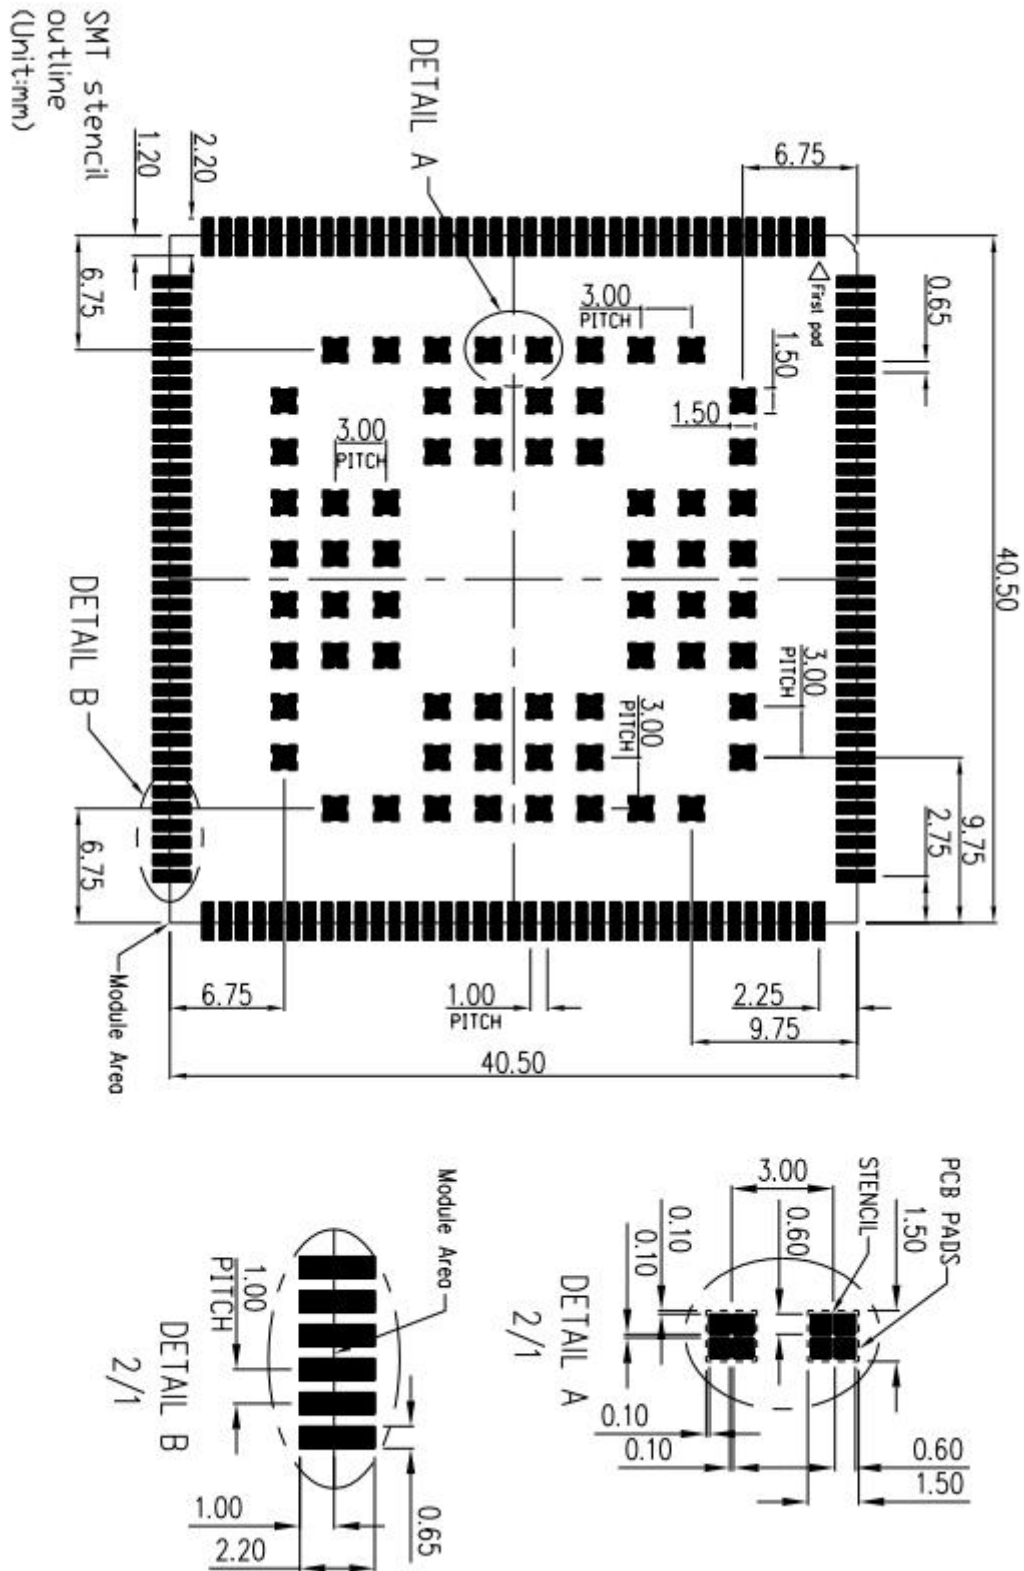 SMT stencil
outline
(Unit:mm)
DETAIL A
1.20
2.20
6.75
6.75
40.50
First pad
0.65
3.00
PITCH
1.50
1.50
3.00
PITCH
3.00
PITCH
3.00
PITCH
DETAIL B
6.75
9.75
2.75
Module Area
6.75
1.00
PITCH
2.25
9.75
40.50
PCB PADS
STENCIL
1.50
3.00
0.60
0.10
0.10
0.10
0.10
0.60
1.50
DETAIL A
2/1
Module Area
1.00
PITCH
DETAIL B
2/1
0.65
1.00
2.20